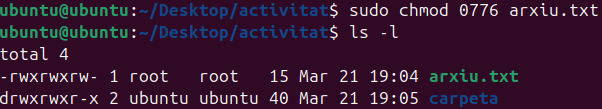 ubuntu@ubuntu:~/Desktop/activitat$ sudo chmod 0776 arxiu.txt
ubuntu@ubuntu:~/Desktop/activitat$ ls -l
total 4
-rwxrwxrw- 1 root   root   15 Mar 21 19:04 arxiu.txt
drwxrwxr-x 2 ubuntu ubuntu 40 Mar 21 19:05 carpeta